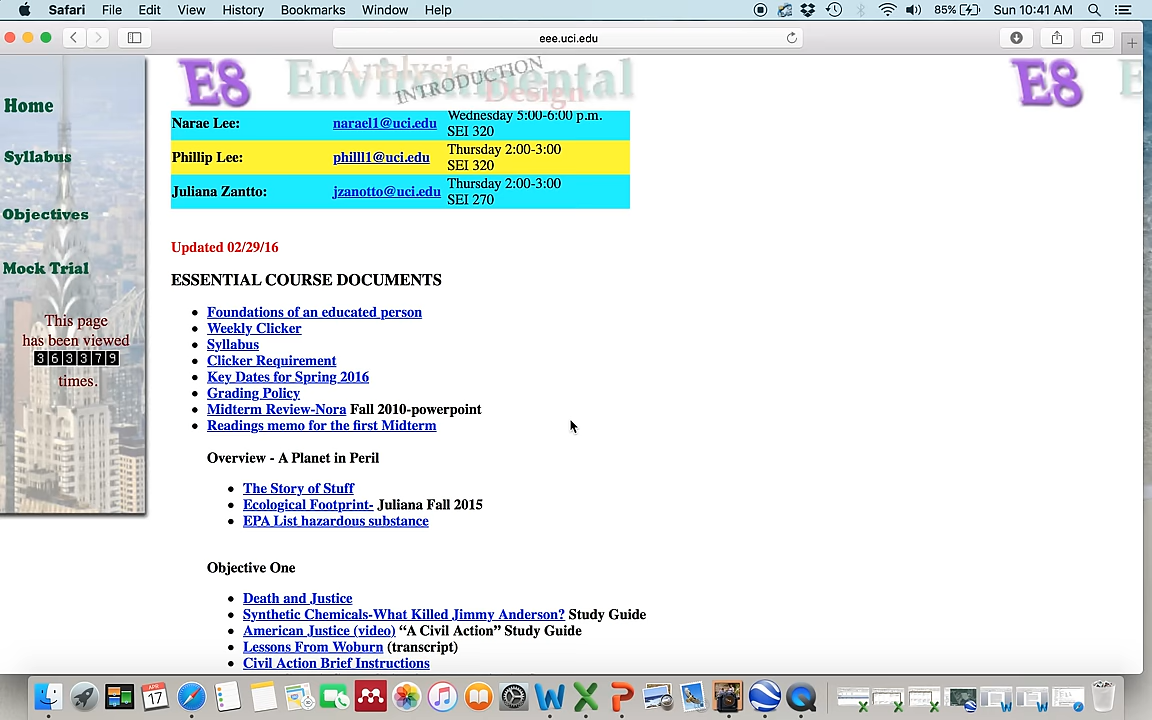 Safari File Edit View History Bookmarks Window Help 85% Sun 10:41 AM
eee.uci.edu
E8 Environmental Analysis INTRODUCTION Design E8 E
Home
Syllabus
Objectives
Mock Trial
This page
has been viewed
363379
times.
Narae Lee: narael1@uci.edu Wednesday 5:00-6:00 p.m.
SEI 320
Phillip Lee: philll1@uci.edu Thursday 2:00-3:00
SEI 320
Juliana Zantto: jzanotto@uci.edu Thursday 2:00-3:00
SEI 270
Updated 02/29/16
ESSENTIAL COURSE DOCUMENTS
Foundations of an educated person
Weekly Clicker
Syllabus
Clicker Requirement
Key Dates for Spring 2016
Grading Policy
Midterm Review-Nora Fall 2010-powerpoint
Readings memo for the first Midterm
Overview - A Planet in Peril
The Story of Stuff
Ecological Footprint- Juliana Fall 2015
EPA List hazardous substance
Objective One
Death and Justice
Synthetic Chemicals-What Killed Jimmy Anderson? Study Guide
American Justice (video) “A Civil Action” Study Guide
Lessons From Woburn (transcript)
Civil Action Brief Instructions
APR
17